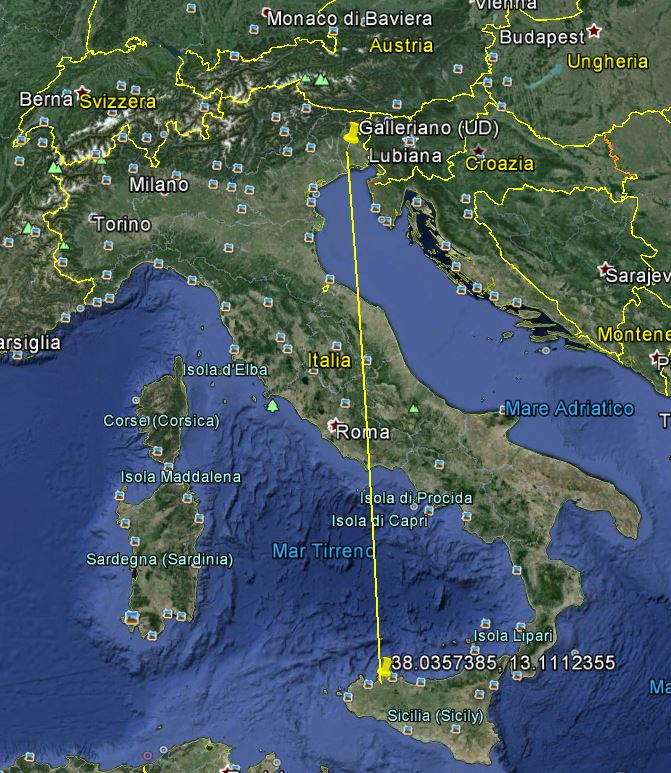 Vienna
Monaco di Baviera
Budapest
Austria
Ungheria
Berna
Svizzera
Galleriano (UD)
Lubiana
Croazia
Milano
Torino
Sarajev
arsiglia
Montene
P
Italia
Isola d'Elba
Mare Adriatico
Corse (Corsica)
T
Roma
Isola Maddalena
Isola di Procida
Isola di Capri
Mar Tirreno
Sardegna (Sardinia)
Isola Lipari
38.0357385, 13.1112355
Ma
Sicilia (Sicily)